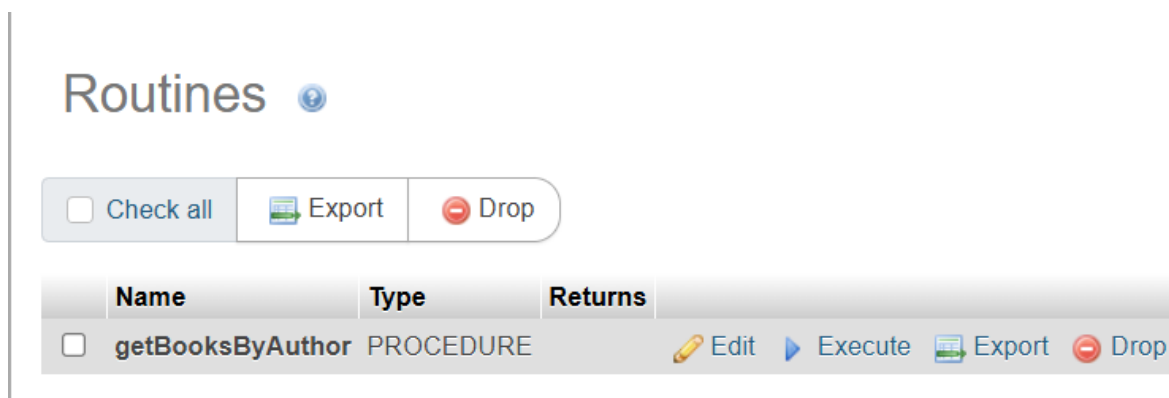 Routines
Check all Export Drop
Name Type Returns
getBooksByAuthor PROCEDURE Edit Execute Export Drop